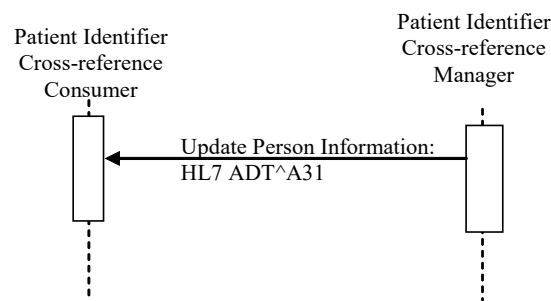 Patient Identifier
Cross-reference
Consumer
Patient Identifier
Cross-reference
Manager
Update Person Information:
HL7 ADT^A31